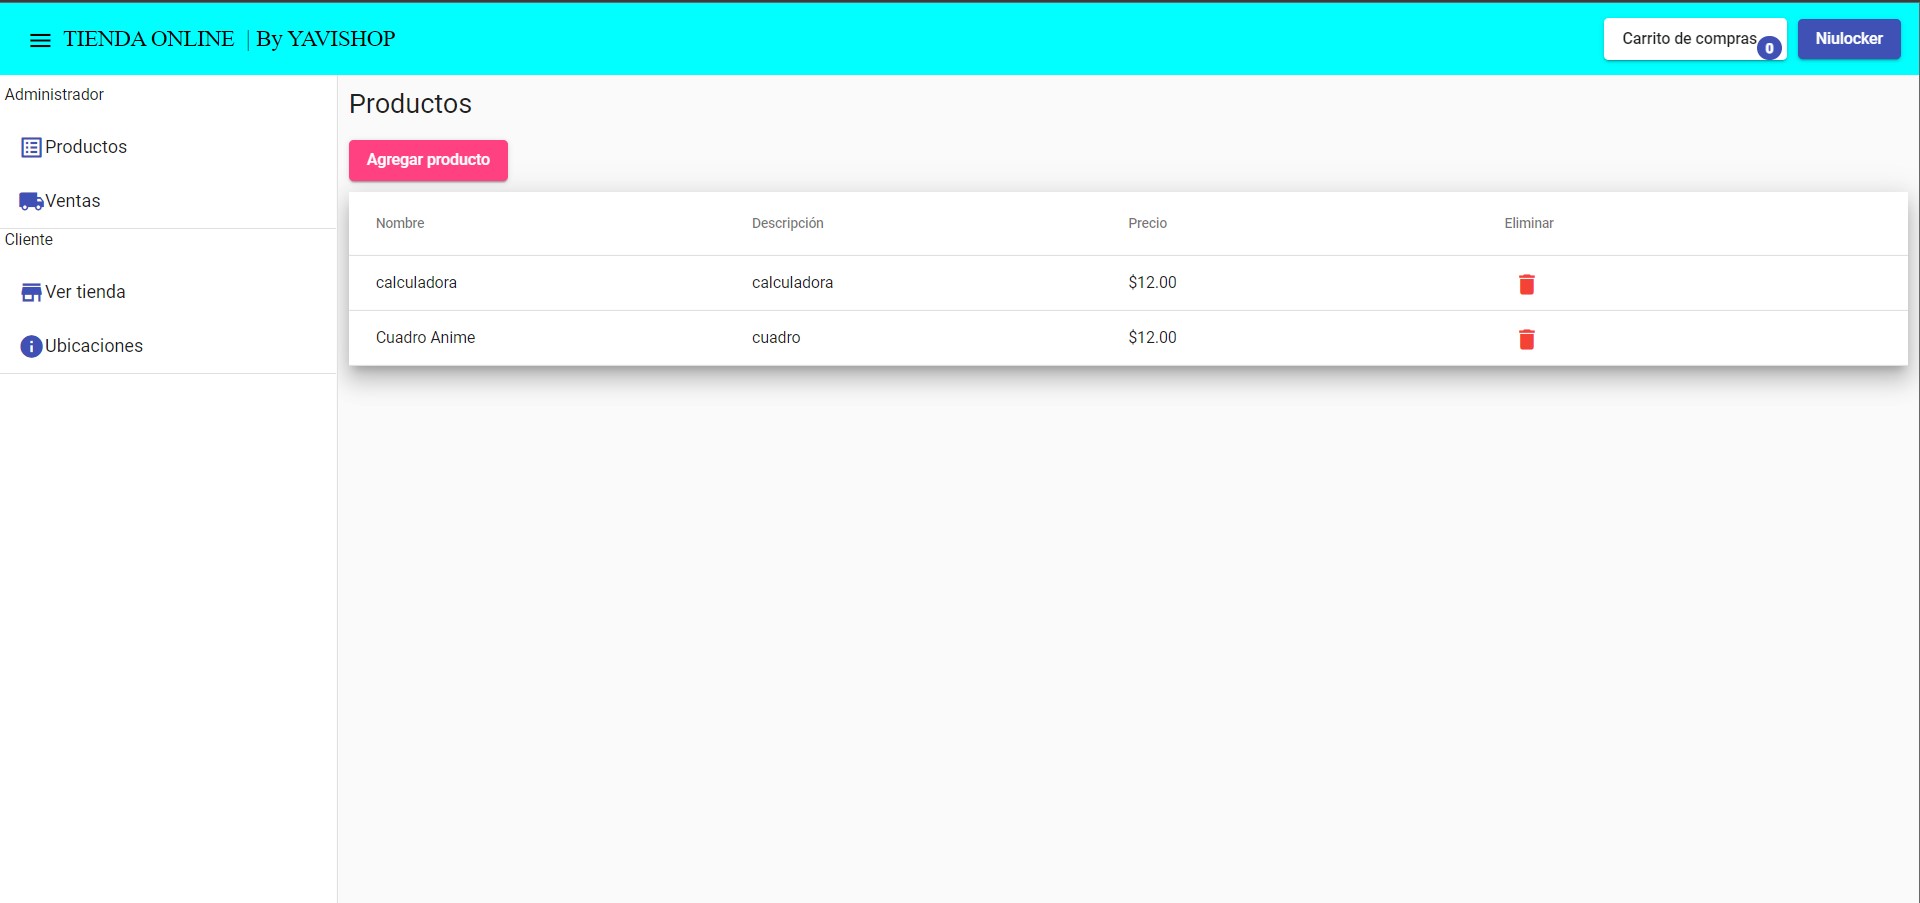 TIENDA ONLINE | By YAVISHOP
Carrito de compras 0
Niulocker
Administrador
Productos
Ventas
Cliente
Ver tienda
Ubicaciones
Productos
Agregar producto
Nombre Descripción Precio Eliminar
calculadora calculadora $12.00
Cuadro Anime cuadro $12.00